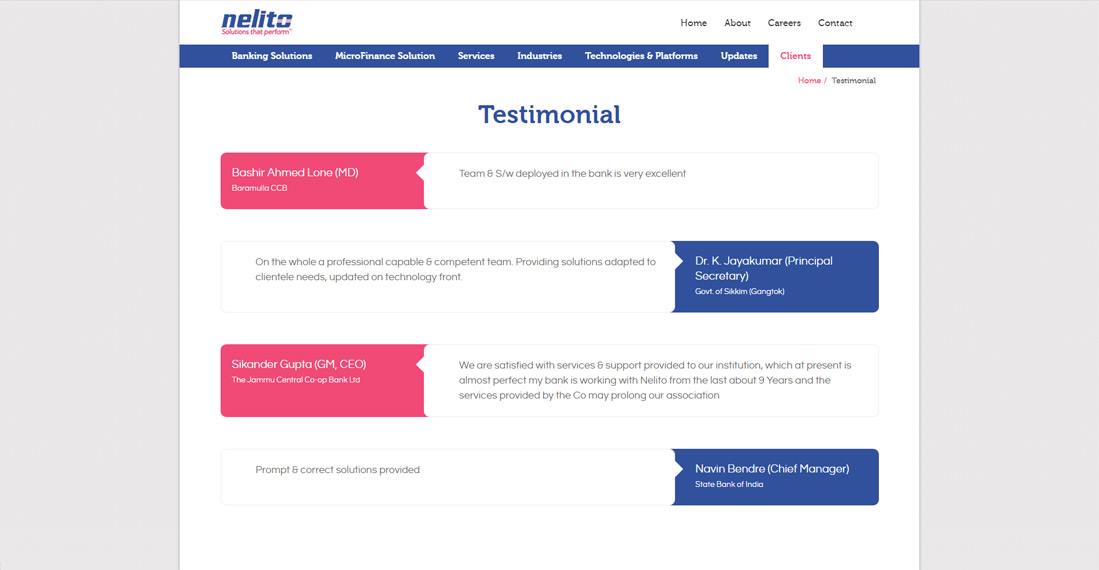 nelito
Solutions that perform™
Home About Careers Contact
Banking Solutions MicroFinance Solution Services Industries Technologies & Platforms Updates Clients
Home / Testimonial
Testimonial
Bashir Ahmed Lone (MD)
Baramulla CCB
Team & S/w deployed in the bank is very excellent
On the whole a professional capable & competent team. Providing solutions adapted to
clientele needs, updated on technology front.
Dr. K. Jayakumar (Principal
Secretary)
Govt. of Sikkim (Gangtok)
Sikander Gupta (GM, CEO)
The Jammu Central Co-op Bank Ltd
We are satisfied with services & support provided to our institution, which at present is
almost perfect my bank is working with Nelito from the last about 9 Years and the
services provided by the Co may prolong our association
Prompt & correct solutions provided
Navin Bendre (Chief Manager)
State Bank of India